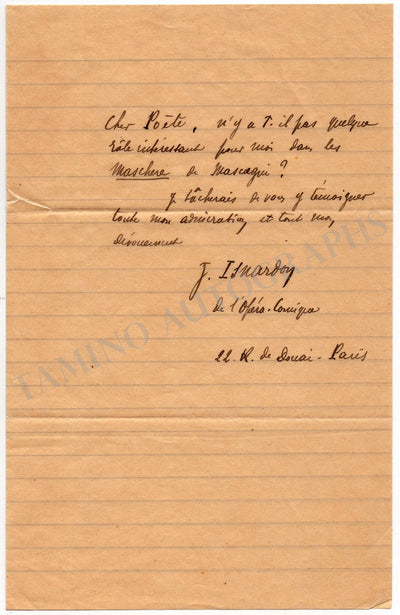 Cher Poète, n'y a t-il pas quelque
rôle intéressant pour moi dans les
Maschere de Mascagni ?
Je tâcherais de vous y témoigner
toute mon admiration et tout mon
dévouement
J. Isnardon
de l'Opéra-Comique
22. R. de Douai. Paris
TAMINO AUTOGRAPHS